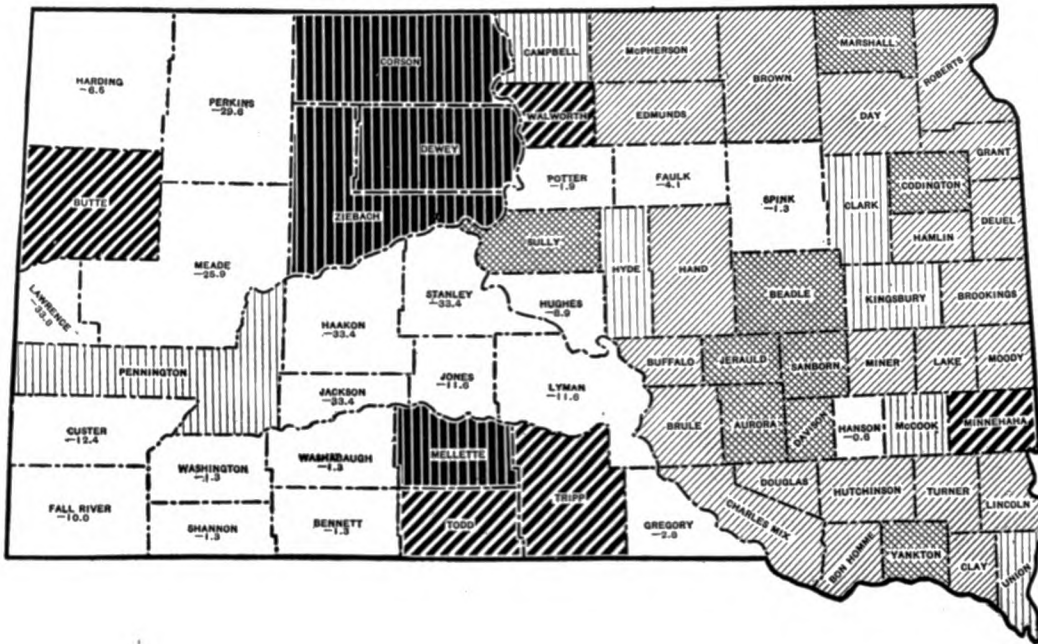 HARDING
-6.5
PERKINS
-29.6
CORSON
CAMPBELL
McPHERSON
BROWN
MARSHALL
ROBERTS
BUTTE
DEWEY
WALWORTH
EDMUNDS
DAY
GRANT
ZIEBACH
POTTER
-1.9
FAULK
-4.1
SPINK
-1.3
CLARK
CODINGTON
DEUEL
HAMLIN
MEADE
-25.9
SULLY
HYDE
HAND
LAWRENCE
-33.8
STANLEY
-33.4
HUGHES
-8.9
BEADLE
KINGSBURY
BROOKINGS
HAAKON
-33.4
PENNINGTON
JONES
-11.6
LYMAN
-11.6
BUFFALO
JERAULD
SANBORN
MINER
LAKE
MOODY
JACKSON
-33.4
CUSTER
-12.4
MELLETTE
BRULE
AURORA
DAVISON
HANSON
-0.6
McCOOK
MINNEHAHA
WASHINGTON
-1.3
WASHABAUGH
-1.3
FALL RIVER
-10.0
SHANNON
-1.3
BENNETT
-1.3
TODD
TRIPP
GREGORY
-2.8
DOUGLAS
CHARLES MIX
HUTCHINSON
TURNER
LINCOLN
BON HOMME
YANKTON
CLAY
UNION